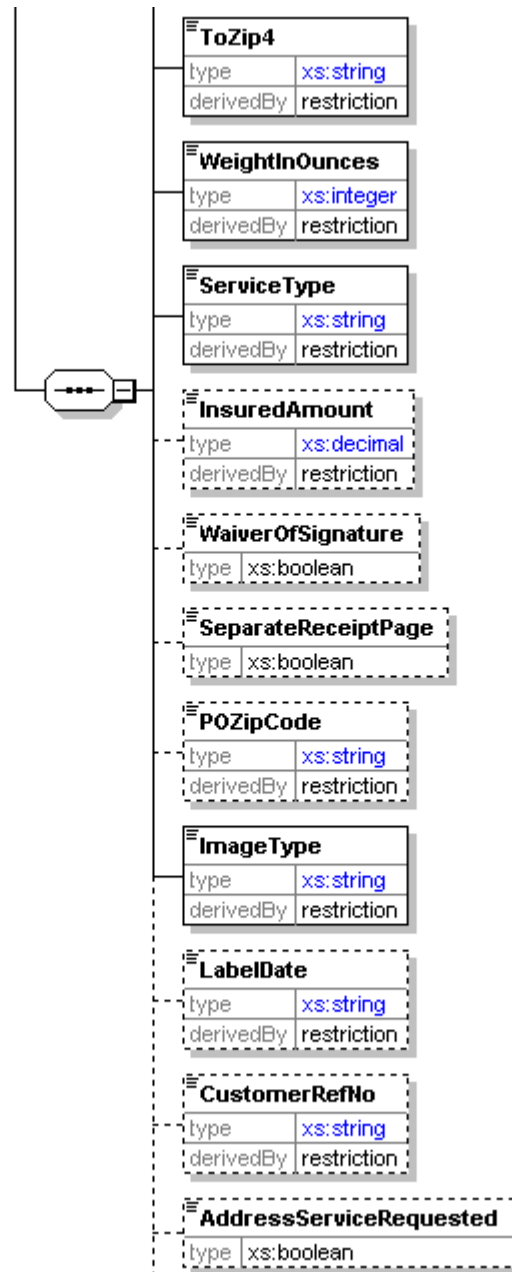 ToZip4
type xs:string
derivedBy restriction
WeightInOunces
type xs:integer
derivedBy restriction
ServiceType
type xs:string
derivedBy restriction
InsuredAmount
type xs:decimal
derivedBy restriction
WaiverOfSignature
type xs:boolean
SeparateReceiptPage
type xs:boolean
POZipCode
type xs:string
derivedBy restriction
ImageType
type xs:string
derivedBy restriction
LabelDate
type xs:string
derivedBy restriction
CustomerRefNo
type xs:string
derivedBy restriction
AddressServiceRequested
type xs:boolean